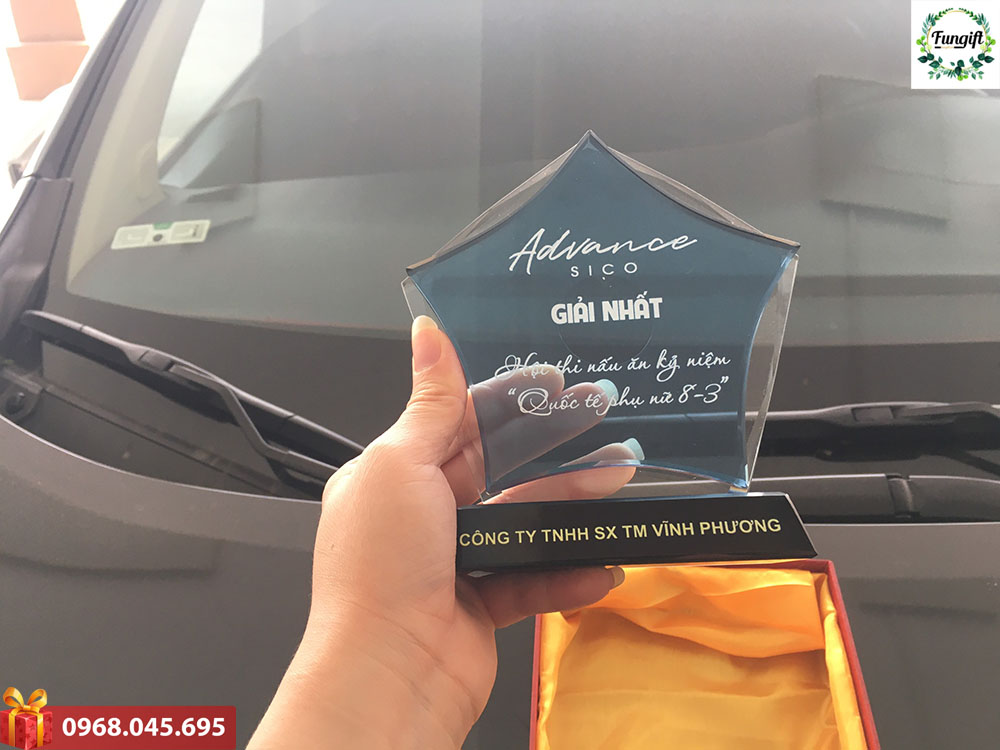 Fungift
Advance
SICO
GIẢI NHẤT
Hội thi nấu ăn kỷ niệm
"Quốc tế phụ nữ 8-3"
CÔNG TY TNHH SX TM VĨNH PHƯƠNG
0968.045.695